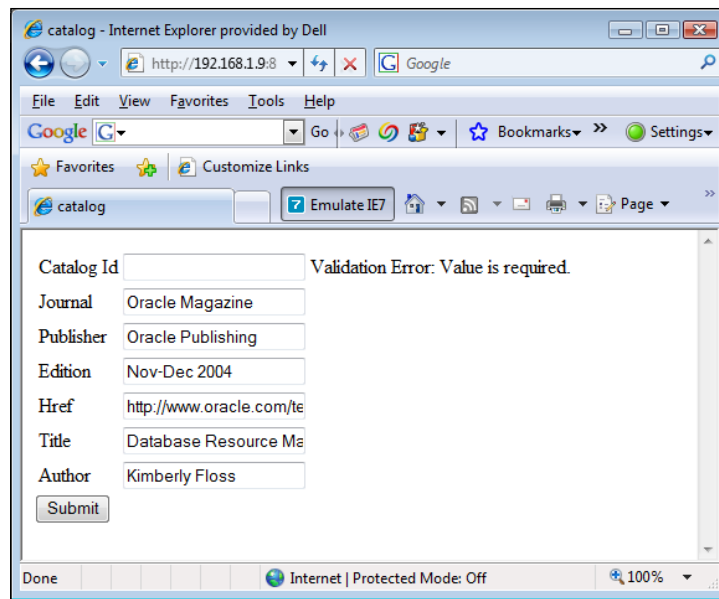 catalog - Internet Explorer provided by Dell
http://192.168.1.9:8
Google
File Edit View Favorites Tools Help
Google G Go Bookmarks Settings
Favorites Customize Links
catalog
7 Emulate IE7 Page
Catalog Id Validation Error: Value is required.
Journal Oracle Magazine
Publisher Oracle Publishing
Edition Nov-Dec 2004
Href http://www.oracle.com/te
Title Database Resource Ma
Author Kimberly Floss
Submit
Done Internet | Protected Mode: Off 100%